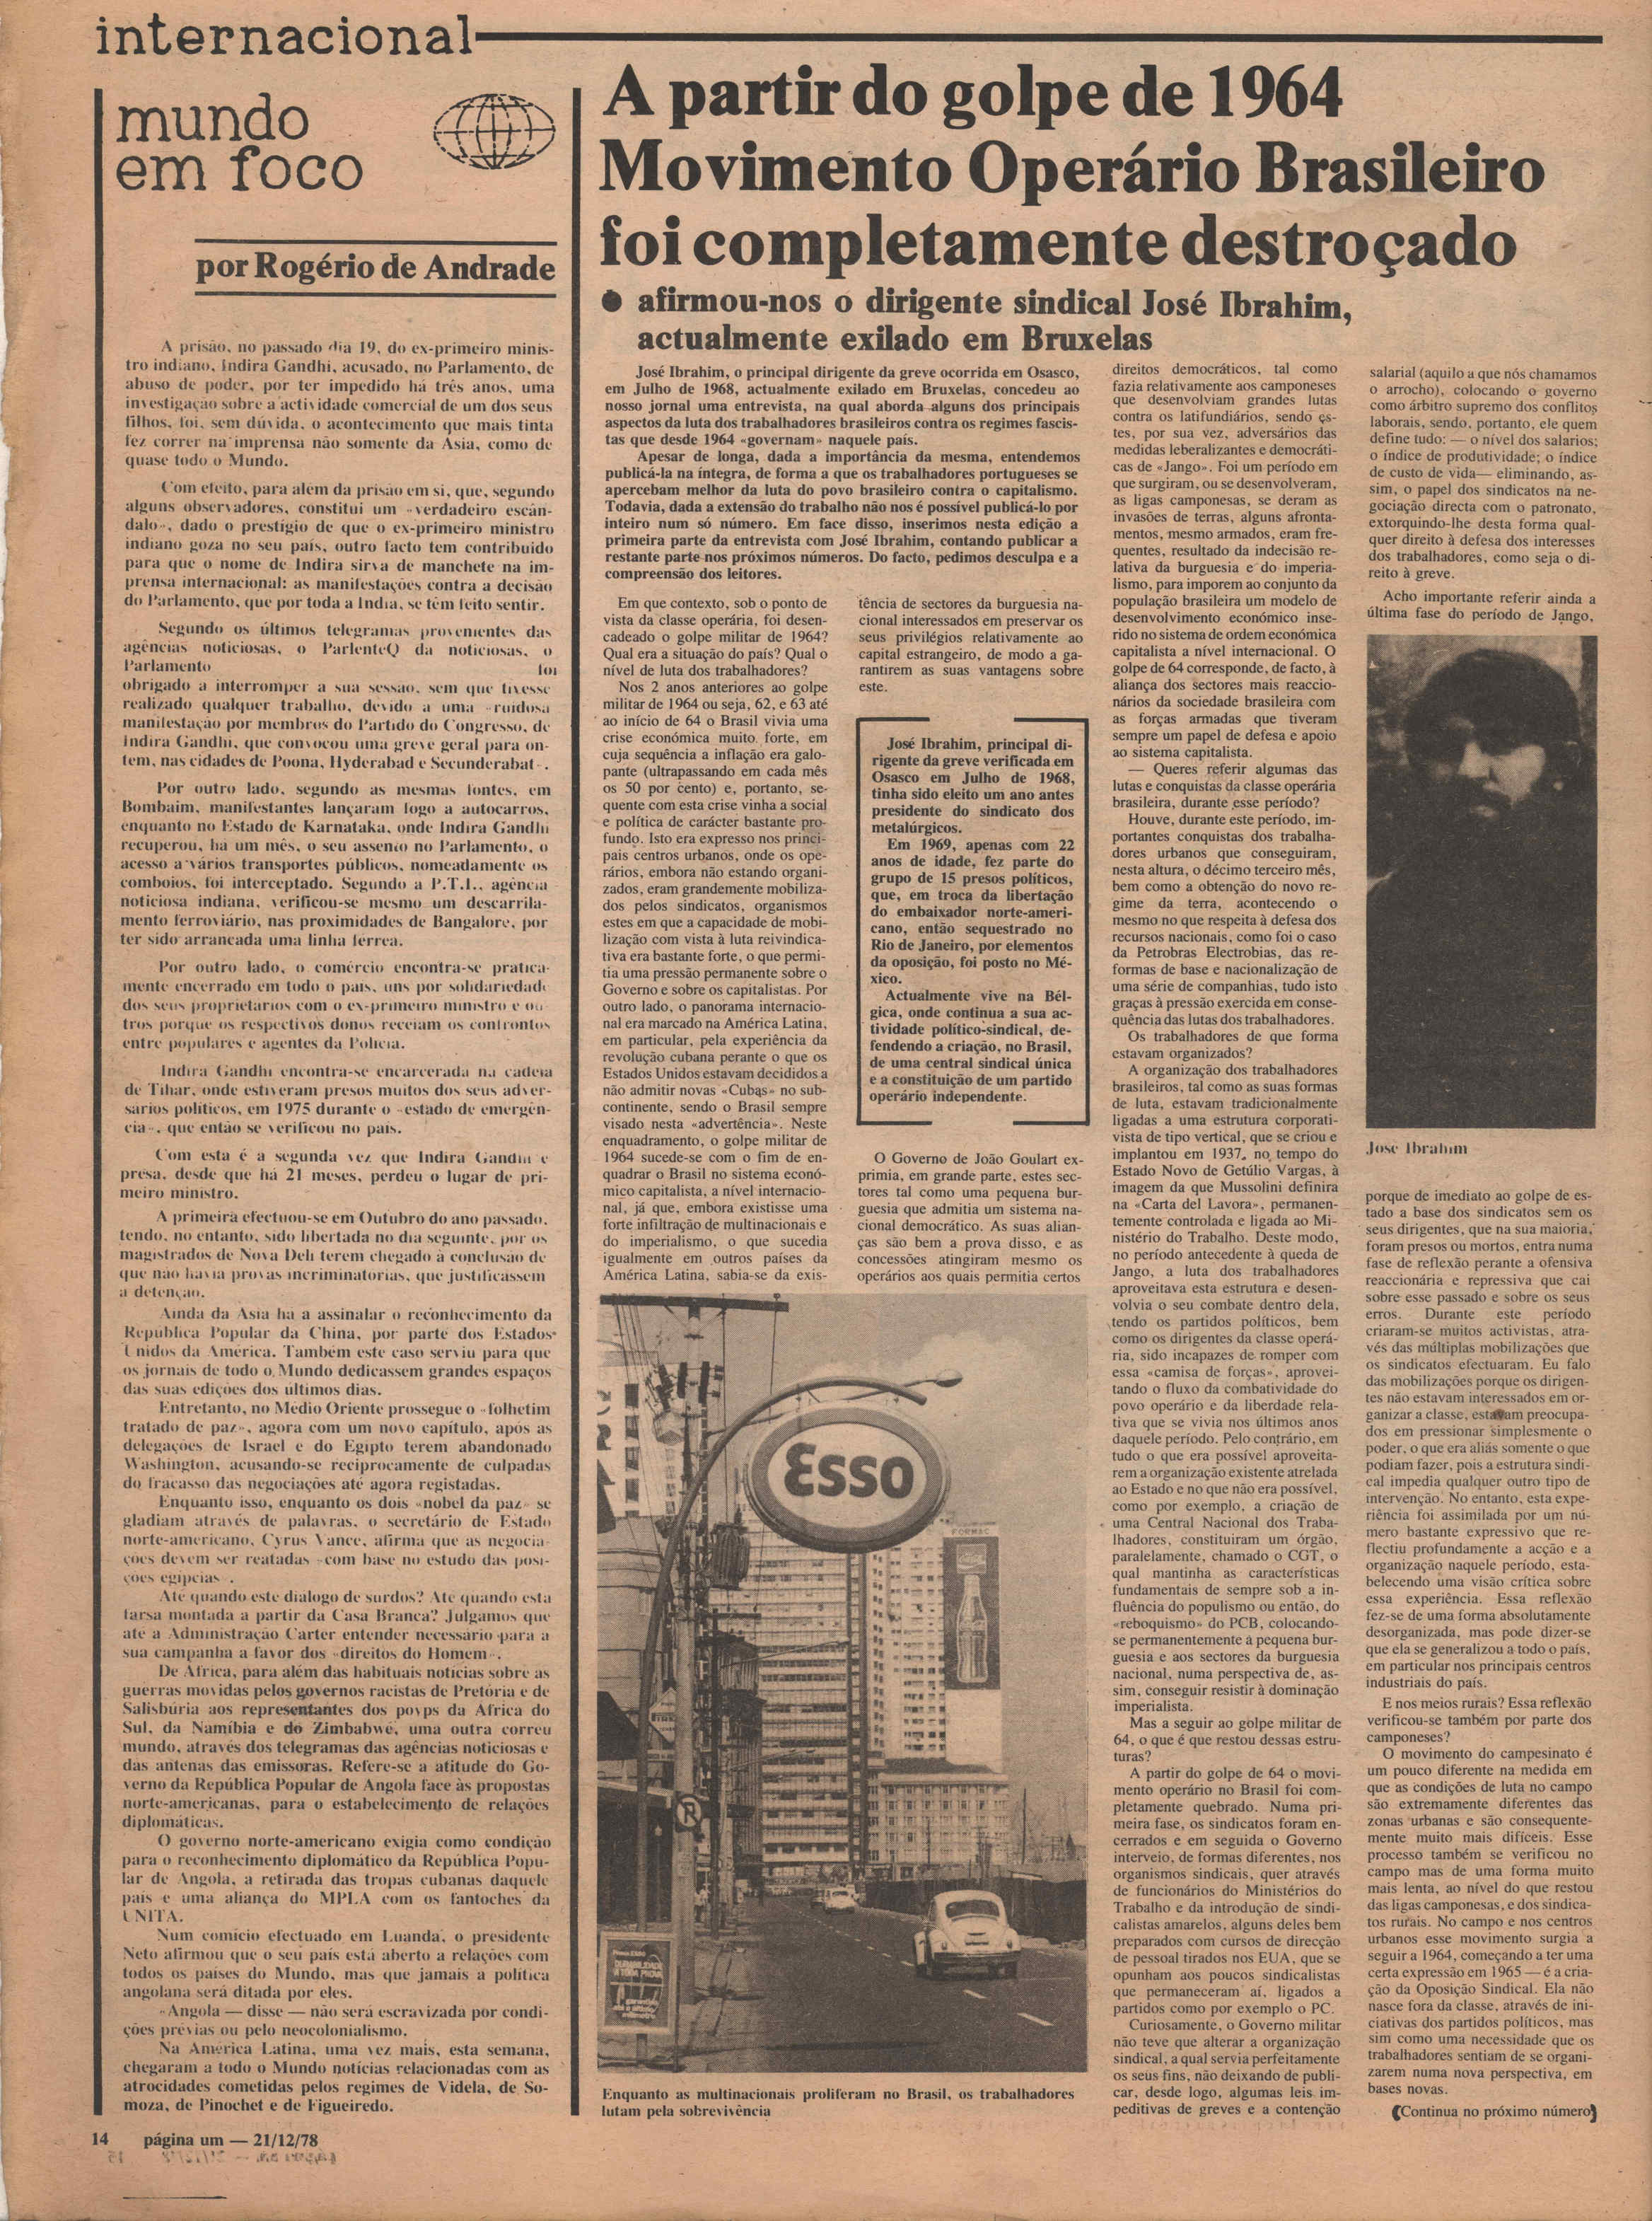 internacional
mundo
em foco
por Rogério de Andrade
A prisão, no passado dia 19, do ex-primeiro minis-
tro indiano, Indira Gandhi, acusado, no Parlamento, de
abuso de poder, por ter impedido há três anos, uma
investigação sobre a actividade comercial de um dos seus
filhos, foi, sem dúvida, o acontecimento que mais tinta
fez correr na imprensa não somente da Ásia, como de
quase todo o Mundo.
Com efeito, para além da prisão em si, que, segundo
alguns observadores, constitui um «verdadeiro escân-
dalo», dado o prestígio de que o ex-primeiro ministro
indiano goza no seu país, outro facto tem contribuido
para que o nome de Indira sirva de manchete na im-
prensa internacional: as manifestações contra a decisão
do Parlamento, que por toda a India, se têm feito sentir.
Segundo os últimos telegramas provenientes das
agências noticiosas, o ParlenteQ da noticiosas, o
Parlamento foi
obrigado a interromper a sua sessão, sem que tivesse
realizado qualquer trabalho, devido a uma «ruidosa
manifestação por membros do Partido do Congresso, de
Indira Gandhi, que convocou uma greve geral para on-
tem, nas cidades de Poona, Hyderabad e Secunderabat».
Por outro lado, segundo as mesmas fontes, em
Bombaim, manifestantes lançaram fogo a autocarros,
enquanto no Estado de Karnataka, onde Indira Gandhi
recuperou, há um mês, o seu assento no Parlamento, o
acesso a vários transportes públicos, nomeadamente os
comboios, foi interceptado. Segundo a P.T.I., agência
noticiosa indiana, verificou-se mesmo um descarrila-
mento ferroviário, nas proximidades de Bangalore, por
ter sido arrancada uma linha férrea.
Por outro lado, o comércio encontra-se pratica-
mente encerrado em todo o país, uns por solidariedade
dos seus proprietários com o ex-primeiro ministro e ou-
tros porque os respectivos donos receiam os confrontos
entre populares e agentes da Polícia.
Indira Gandhi encontra-se encarcerada na cadeia
de Tihar, onde estiveram presos muitos dos seus adver-
sários políticos, em 1975 durante o «estado de emergên-
cia», que então se verificou no país.
Com esta é a segunda vez que Indira Gandhi é
presa, desde que há 21 meses, perdeu o lugar de pri-
meiro ministro.
A primeira efectuou-se em Outubro do ano passado,
tendo, no entanto, sido libertada no dia seguinte, por os
magistrados de Nova Deli terem chegado à conclusão de
que não havia provas incriminatórias, que justificassem
a detenção.
Ainda da Ásia há a assinalar o reconhecimento da
República Popular da China, por parte dos Estados
Unidos da América. Também este caso serviu para que
os jornais de todo o Mundo dedicassem grandes espaços
das suas edições dos últimos dias.
Entretanto, no Médio Oriente prossegue o «folhetim
tratado de paz», agora com um novo capítulo, após as
delegações de Israel e do Egipto terem abandonado
Washington, acusando-se reciprocamente de culpadas
do fracasso das negociações até agora registadas.
Enquanto isso, enquanto os dois «nobel da paz» se
gladiam através de palavras, o secretário de Estado
norte-americano, Cyrus Vance, afirma que as negocia-
ções devem ser reatadas «com base no estudo das posi-
ções egípcias».
Até quando este dialogo de surdos? Até quando esta
farsa montada a partir da Casa Branca? Julgamos que
até a Administração Carter entender necessário para a
sua campanha a favor dos «direitos do Homem».
De África, para além das habituais notícias sobre as
guerras movidas pelos governos racistas de Pretória e de
Salisbúria aos representantes dos povps da África do
Sul, da Namíbia e do Zimbabwé, uma outra correu
mundo, através dos telegramas das agências noticiosas e
das antenas das emissoras. Refere-se a atitude do Go-
verno da República Popular de Angola face às propostas
norte-americanas, para o estabelecimento de relações
diplomáticas.
O governo norte-americano exigia como condição
para o reconhecimento diplomático da República Popu-
lar de Angola, a retirada das tropas cubanas daquele
país e uma aliança do MPLA com os fantoches da
UNITA.
Num comício efectuado em Luanda, o presidente
Neto afirmou que o seu país está aberto a relações com
todos os países do Mundo, mas que jamais a política
angolana será ditada por eles.
«Angola — disse — não será escravizada por condi-
ções prévias ou pelo neocolonialismo.
Na América Latina, uma vez mais, esta semana,
chegaram a todo o Mundo notícias relacionadas com as
atrocidades cometidas pelos regimes de Videla, de So-
moza, de Pinochet e de Figueiredo.
A partir do golpe de 1964
Movimento Operário Brasileiro
foi completamente destroçado
● afirmou-nos o dirigente sindical José Ibrahim,
actualmente exilado em Bruxelas
José Ibrahim, o principal dirigente da greve ocorrida em Osasco,
em Julho de 1968, actualmente exilado em Bruxelas, concedeu ao
nosso jornal uma entrevista, na qual aborda alguns dos principais
aspectos da luta dos trabalhadores brasileiros contra os regimes fascis-
tas que desde 1964 «governam» naquele país.
Apesar de longa, dada a importância da mesma, entendemos
publicá-la na íntegra, de forma a que os trabalhadores portugueses se
apercebam melhor da luta do povo brasileiro contra o capitalismo.
Todavia, dada a extensão do trabalho não nos é possível publicá-lo por
inteiro num só número. Em face disso, inserimos nesta edição a
primeira parte da entrevista com José Ibrahim, contando publicar a
restante parte nos próximos números. Do facto, pedimos desculpa e a
compreensão dos leitores.
Em que contexto, sob o ponto de
vista da classe operária, foi desen-
cadeado o golpe militar de 1964?
Qual era a situação do país? Qual o
nível de luta dos trabalhadores?
Nos 2 anos anteriores ao golpe
militar de 1964 ou seja, 62, e 63 até
ao início de 64 o Brasil vivia uma
crise económica muito forte, em
cuja sequência a inflação era galo-
pante (ultrapassando em cada mês
os 50 por cento) e, portanto, se-
quente com esta crise vinha a social
e política de carácter bastante pro-
fundo. Isto era expresso nos princi-
pais centros urbanos, onde os ope-
rários, embora não estando organi-
zados, eram grandemente mobiliza-
dos pelos sindicatos, organismos
estes em que a capacidade de mobi-
lização com vista à luta reivindica-
tiva era bastante forte, o que permi-
tia uma pressão permanente sobre o
Governo e sobre os capitalistas. Por
outro lado, o panorama internacio-
nal era marcado na América Latina,
em particular, pela experiência da
revolução cubana perante o que os
Estados Unidos estavam decididos a
não admitir novas «Cubas» no sub-
continente, sendo o Brasil sempre
visado nesta «advertência». Neste
enquadramento, o golpe militar de
1964 sucede-se com o fim de en-
quadrar o Brasil no sistema econó-
mico capitalista, a nível internacio-
nal, já que, embora existisse uma
forte infiltração de multinacionais e
do imperialismo, o que sucedia
igualmente em outros países da
América Latina, sabia-se da exis-
tência de sectores da burguesia na-
cional interessados em preservar os
seus privilégios relativamente ao
capital estrangeiro, de modo a ga-
rantirem as suas vantagens sobre
este.
José Ibrahim, principal di-
rigente da greve verificada em
Osasco em Julho de 1968,
tinha sido eleito um ano antes
presidente do sindicato dos
metalúrgicos.
Em 1969, apenas com 22
anos de idade, fez parte do
grupo de 15 presos políticos,
que, em troca da libertação
do embaixador norte-ameri-
cano, então sequestrado no
Rio de Janeiro, por elementos
da oposição, foi posto no Mé-
xico.
Actualmente vive na Bél-
gica, onde continua a sua ac-
tividade político-sindical, de-
fendendo a criação, no Brasil,
de uma central sindical única
e a constituição de um partido
operário independente.
O Governo de João Goulart ex-
primia, em grande parte, estes sec-
tores tal como uma pequena bur-
guesia que admitia um sistema na-
cional democrático. As suas alian-
ças são bem a prova disso, e as
concessões atingiram mesmo os
operários aos quais permitia certos
direitos democráticos, tal como
fazia relativamente aos camponeses
que desenvolviam grandes lutas
contra os latifundiários, sendo es-
tes, por sua vez, adversários das
medidas leberalizantes e democráti-
cas de «Jango». Foi um período em
que surgiram, ou se desenvolveram,
as ligas camponesas, se deram as
invasões de terras, alguns afronta-
mentos, mesmo armados, eram fre-
quentes, resultado da indecisão re-
lativa da burguesia e do imperia-
lismo, para imporem ao conjunto da
população brasileira um modelo de
desenvolvimento económico inse-
rido no sistema de ordem económica
capitalista a nível internacional. O
golpe de 64 corresponde, de facto, à
aliança dos sectores mais reaccio-
nários da sociedade brasileira com
as forças armadas que tiveram
sempre um papel de defesa e apoio
ao sistema capitalista.
— Queres referir algumas das
lutas e conquistas da classe operária
brasileira, durante esse período?
Houve, durante este período, im-
portantes conquistas dos trabalha-
dores urbanos que conseguiram,
nesta altura, o décimo terceiro mês,
bem como a obtenção do novo re-
gime da terra, acontecendo o
mesmo no que respeita à defesa dos
recursos nacionais, como foi o caso
da Petrobras Electrobias, das re-
formas de base e nacionalização de
uma série de companhias, tudo isto
graças à pressão exercida em conse-
quência das lutas dos trabalhadores.
Os trabalhadores de que forma
estavam organizados?
A organização dos trabalhadores
brasileiros, tal como as suas formas
de luta, estavam tradicionalmente
ligadas a uma estrutura corporati-
vista de tipo vertical, que se criou e
implantou em 1937, no tempo do
Estado Novo de Getúlio Vargas, à
imagem da que Mussolini definira
na «Carta del Lavora», permanen-
temente controlada e ligada ao Mi-
nistério do Trabalho. Deste modo,
no período antecedente à queda de
Jango, a luta dos trabalhadores
aproveitava esta estrutura e desen-
volvia o seu combate dentro dela,
tendo os partidos políticos, bem
como os dirigentes da classe operá-
ria, sido incapazes de romper com
essa «camisa de forças», aprovei-
tando o fluxo da combatividade do
povo operário e da liberdade rela-
tiva que se vivia nos últimos anos
daquele período. Pelo contrário, em
tudo o que era possível aproveita-
rem a organização existente atrelada
ao Estado e no que não era possível,
como por exemplo, a criação de
uma Central Nacional dos Traba-
lhadores, constituiram um órgão,
paralelamente, chamado o CGT, o
qual mantinha as características
fundamentais de sempre sob a in-
fluência do populismo ou então, do
«reboquismo» do PCB, colocando-
se permanentemente à pequena bur-
guesia e aos sectores da burguesia
nacional, numa perspectiva de, as-
sim, conseguir resistir à dominação
imperialista.
Mas a seguir ao golpe militar de
64, o que é que restou dessas estru-
turas?
A partir do golpe de 64 o movi-
mento operário no Brasil foi com-
pletamente quebrado. Numa pri-
meira fase, os sindicatos foram en-
cerrados e em seguida o Governo
interveio, de formas diferentes, nos
organismos sindicais, quer através
de funcionários do Ministérios do
Trabalho e da introdução de sindi-
calistas amarelos, alguns deles bem
preparados com cursos de direcção
de pessoal tirados nos EUA, que se
opunham aos poucos sindicalistas
que permaneceram aí, ligados a
partidos como por exemplo o PC.
Curiosamente, o Governo militar
não teve que alterar a organização
sindical, a qual servia perfeitamente
os seus fins, não deixando de publi-
car, desde logo, algumas leis im-
peditivas de greves e a contenção
salarial (aquilo a que nós chamamos
o arrocho), colocando o governo
como árbitro supremo dos conflitos
laborais, sendo, portanto, ele quem
define tudo: — o nível dos salarios;
o índice de produtividade; o índice
de custo de vida— eliminando, as-
sim, o papel dos sindicatos na ne-
gociação directa com o patronato,
extorquindo-lhe desta forma qual-
quer direito à defesa dos interesses
dos trabalhadores, como seja o di-
reito à greve.
Acho importante referir ainda a
última fase do período de Jango,
José Ibrahim
porque de imediato ao golpe de es-
tado a base dos sindicatos sem os
seus dirigentes, que na sua maioria,
foram presos ou mortos, entra numa
fase de reflexão perante a ofensiva
reaccionária e repressiva que cai
sobre esse passado e sobre os seus
erros. Durante este período
criaram-se muitos activistas, atra-
vés das múltiplas mobilizações que
os sindicatos efectuaram. Eu falo
das mobilizações porque os dirigen-
tes não estavam interessados em or-
ganizar a classe, estavam preocupa-
dos em pressionar simplesmente o
poder, o que era aliás somente o que
podiam fazer, pois a estrutura sindi-
cal impedia qualquer outro tipo de
intervenção. No entanto, esta expe-
riência foi assimilada por um nú-
mero bastante expressivo que re-
flectiu profundamente a acção e a
organização naquele período, esta-
belecendo uma visão crítica sobre
essa experiência. Essa reflexão
fez-se de uma forma absolutamente
desorganizada, mas pode dizer-se
que ela se generalizou a todo o país,
em particular nos principais centros
industriais do país.
E nos meios rurais? Essa reflexão
verificou-se também por parte dos
camponeses?
O movimento do campesinato é
um pouco diferente na medida em
que as condições de luta no campo
são extremamente diferentes das
zonas urbanas e são consequente-
mente muito mais difíceis. Esse
processo também se verificou no
campo mas de uma forma muito
mais lenta, ao nível do que restou
das ligas camponesas, e dos sindica-
tos rurais. No campo e nos centros
urbanos esse movimento surgia a
seguir a 1964, começando a ter uma
certa expressão em 1965 — é a cria-
ção da Oposição Sindical. Ela não
nasce fora da classe, através de ini-
ciativas dos partidos políticos, mas
sim como uma necessidade que os
trabalhadores sentiam de se organi-
zarem numa nova perspectiva, em
bases novas.
(Continua no próximo número)
Esso
FORMAC
Enquanto as multinacionais proliferam no Brasil, os trabalhadores
lutam pela sobrevivência
14 página um — 21/12/78